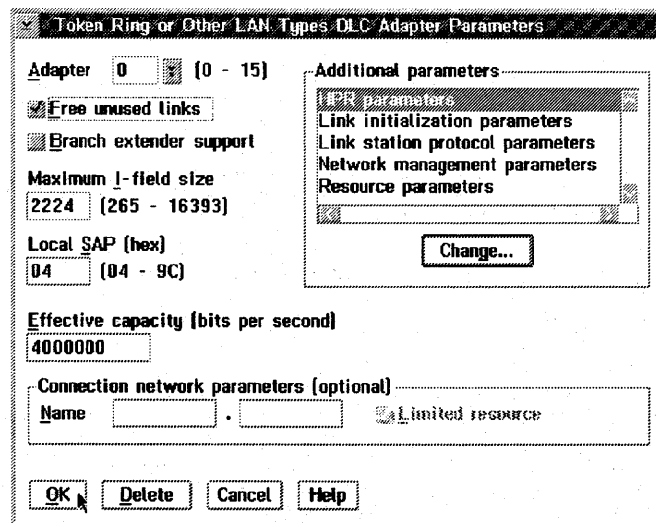 Token Ring or Other LAN Types DLC Adapter Parameters
Adapter 0 (0 - 15)
Free unused links
Branch extender support
Maximum I-field size
2224 (265 - 16393)
Local SAP (hex)
04 (04 - 9C)
Additional parameters
HPR parameters
Link initialization parameters
Link station protocol parameters
Network management parameters
Resource parameters
Change...
Effective capacity (bits per second)
4000000
Connection network parameters (optional)
Name . Limited resource
OK Delete Cancel Help